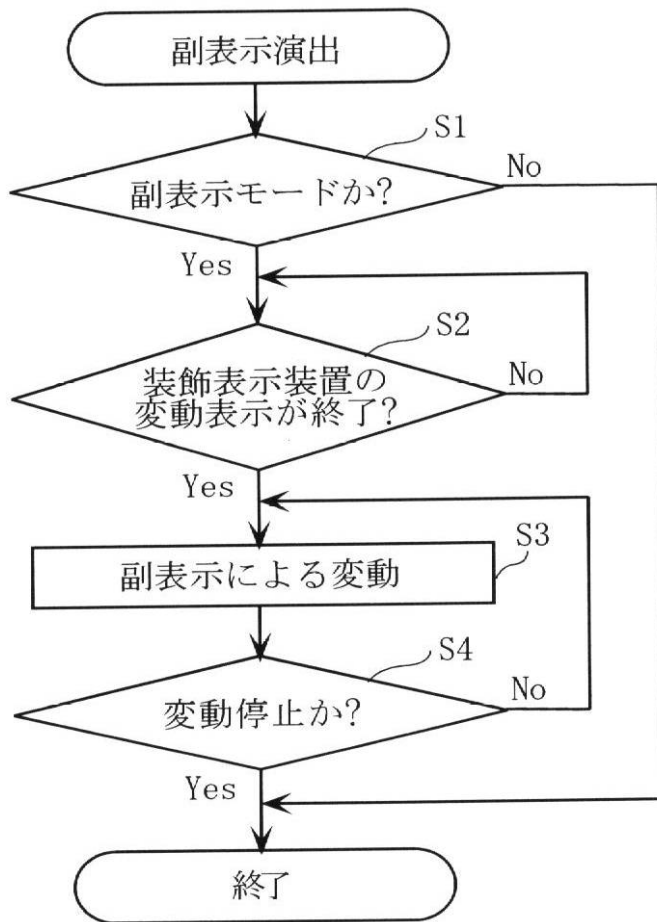 副表示演出
S1
副表示モードか?
No
Yes
S2
装飾表示装置の
変動表示が終了?
No
Yes
S3
副表示による変動
S4
変動停止か?
No
Yes
終了